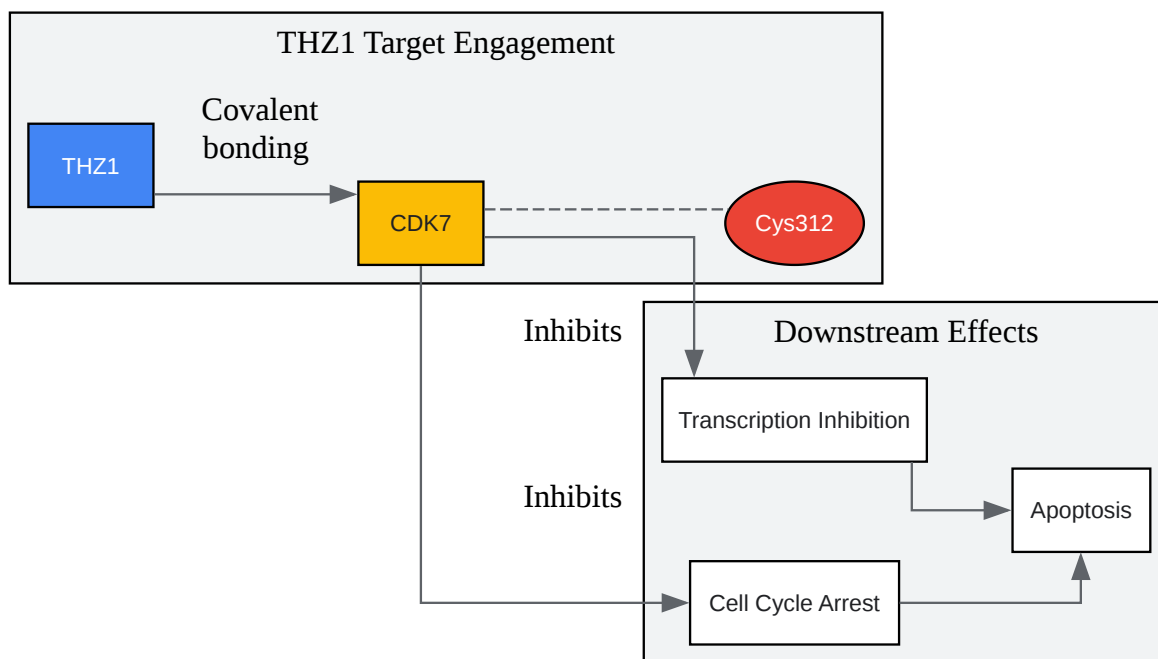 THZ1 Target Engagement
Covalent
bonding
THZ1
CDK7
Cys312
Inhibits
Downstream Effects
Transcription Inhibition
Inhibits
Apoptosis
Cell Cycle Arrest